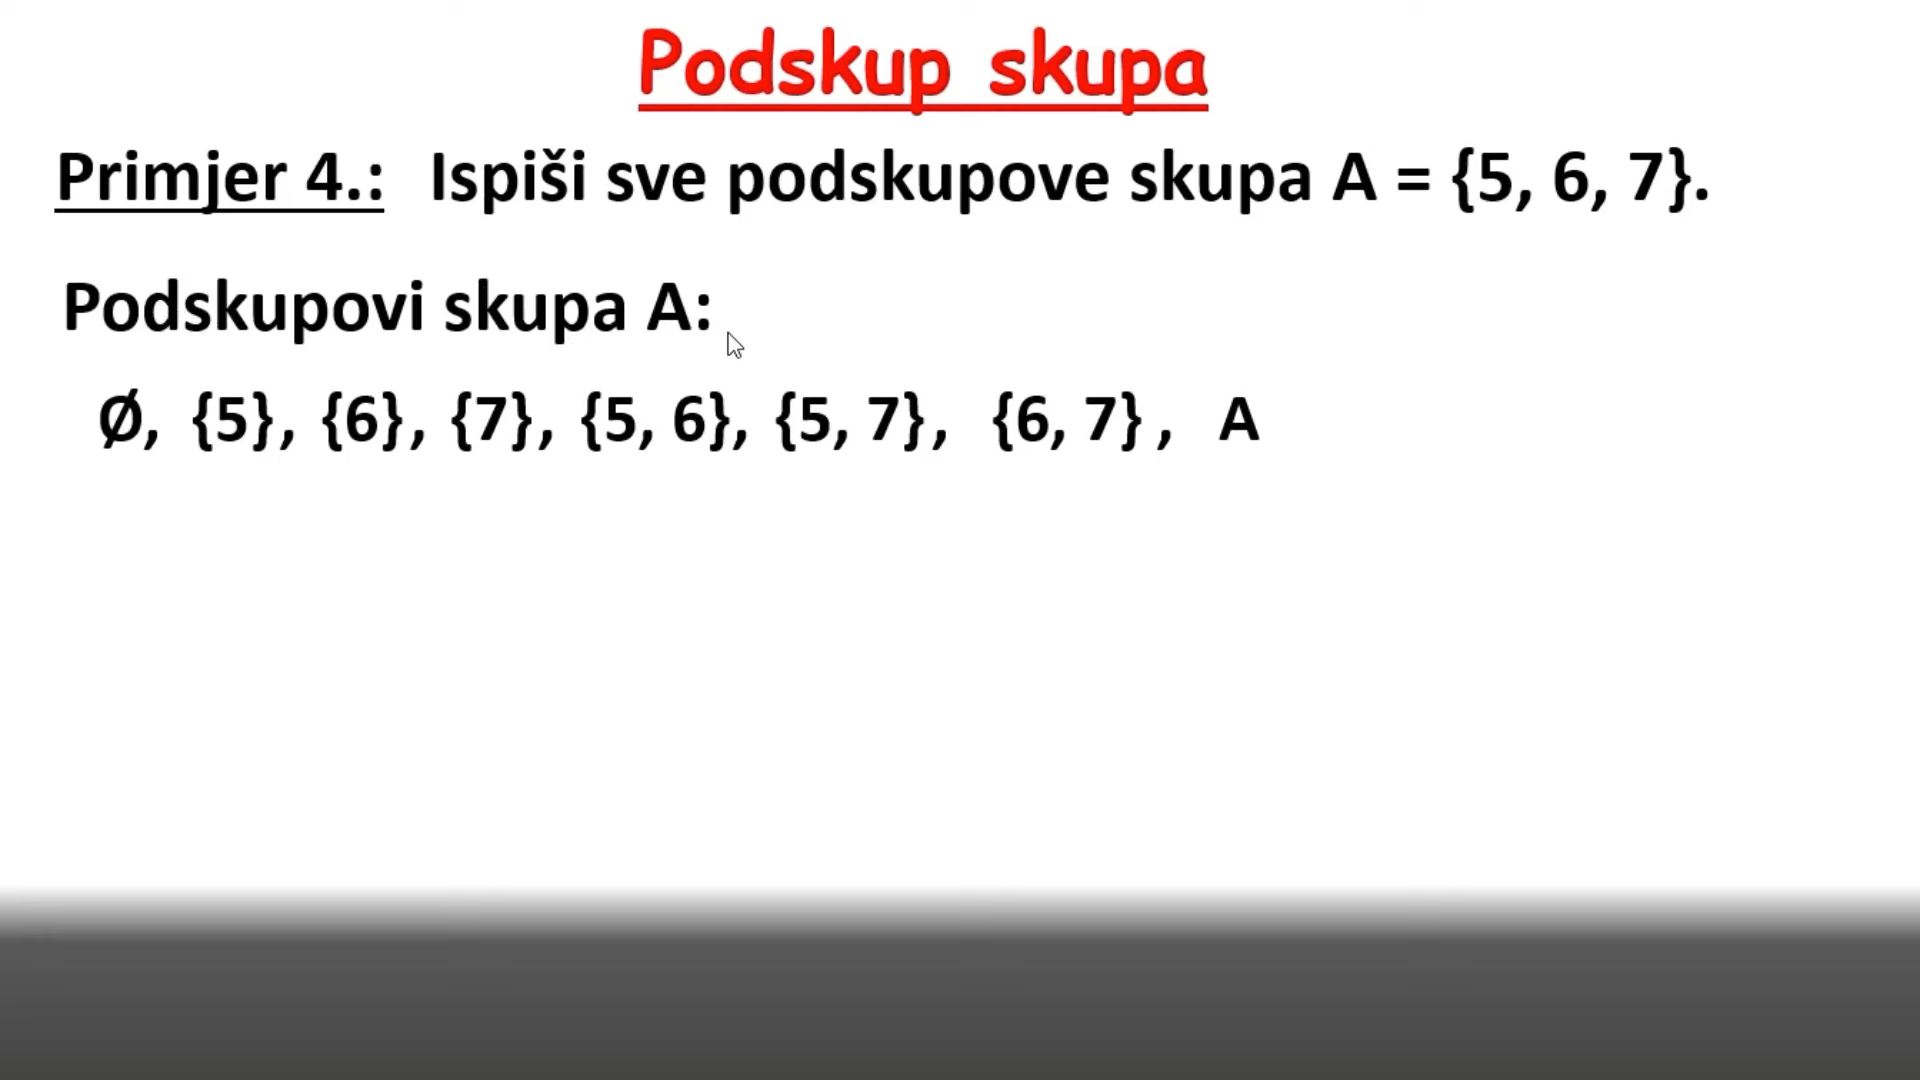 Podskup skupa
Primjer 4.: Ispiši sve podskupove skupa A = {5, 6, 7}.
Podskupovi skupa A:
Ø, {5}, {6}, {7}, {5, 6}, {5, 7}, {6, 7} , A